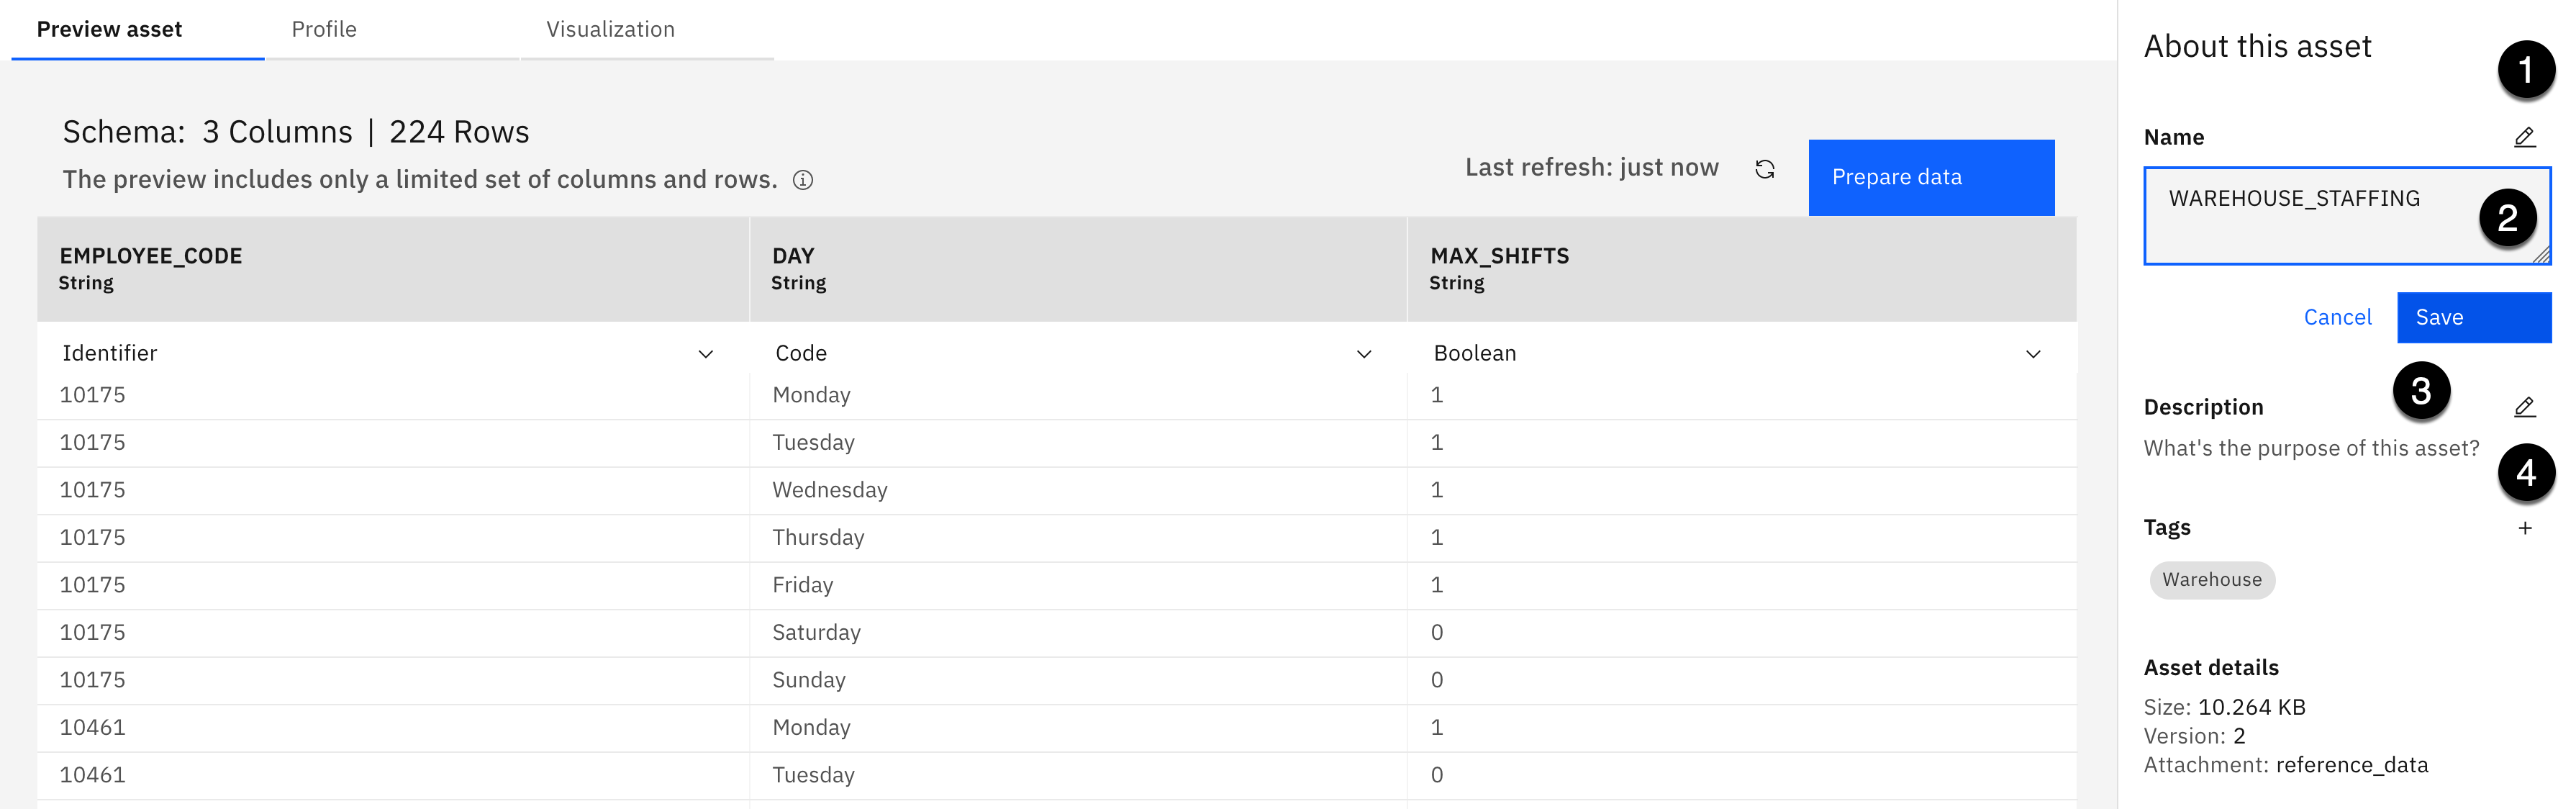 Preview asset Profile Visualization
Schema: 3 Columns | 224 Rows
The preview includes only a limited set of columns and rows.
Last refresh: just now
Prepare data
EMPLOYEE_CODE DAY MAX_SHIFTS
String String String
Identifier Code Boolean
10175 Monday 1
10175 Tuesday 1
10175 Wednesday 1
10175 Thursday 1
10175 Friday 1
10175 Saturday 0
10175 Sunday 0
10461 Monday 1
10461 Tuesday 0
About this asset
1
Name
WAREHOUSE_STAFFING
2
Cancel Save
3
Description
What's the purpose of this asset?
4
Tags +
Warehouse
Asset details
Size: 10.264 KB
Version: 2
Attachment: reference_data